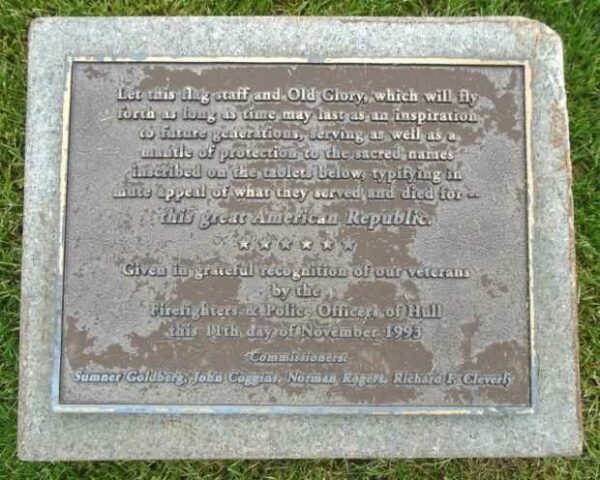 Let this flag staff and Old Glory, which will fly
forth as long as time may last as an inspiration
to future generations, serving as well as a
mantle of protection to the sacred names
inscribed on the tablets below, typifying in
mute appeal of what they served and died for --
this great American Republic.
★ ★ ★ ★ ★ ★
Given in grateful recognition of our veterans
by the
Firefighters & Police Officers of Hull
this 11th day of November 1993
Commissioners:
Sumner Goldberg, John Coggins, Norman Rogers, Richard F. Cleverly